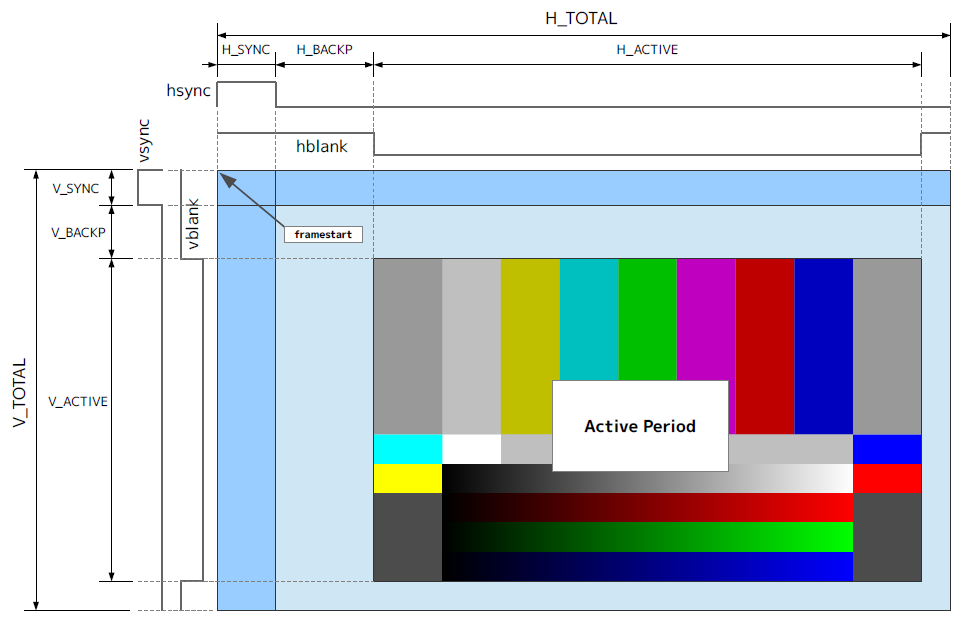 H_TOTAL
H_SYNC
H_BACKP
H_ACTIVE
hsync
hblank
vsync
V_SYNC
vblank
V_BACKP
framestart
V_TOTAL
V_ACTIVE
Active Period